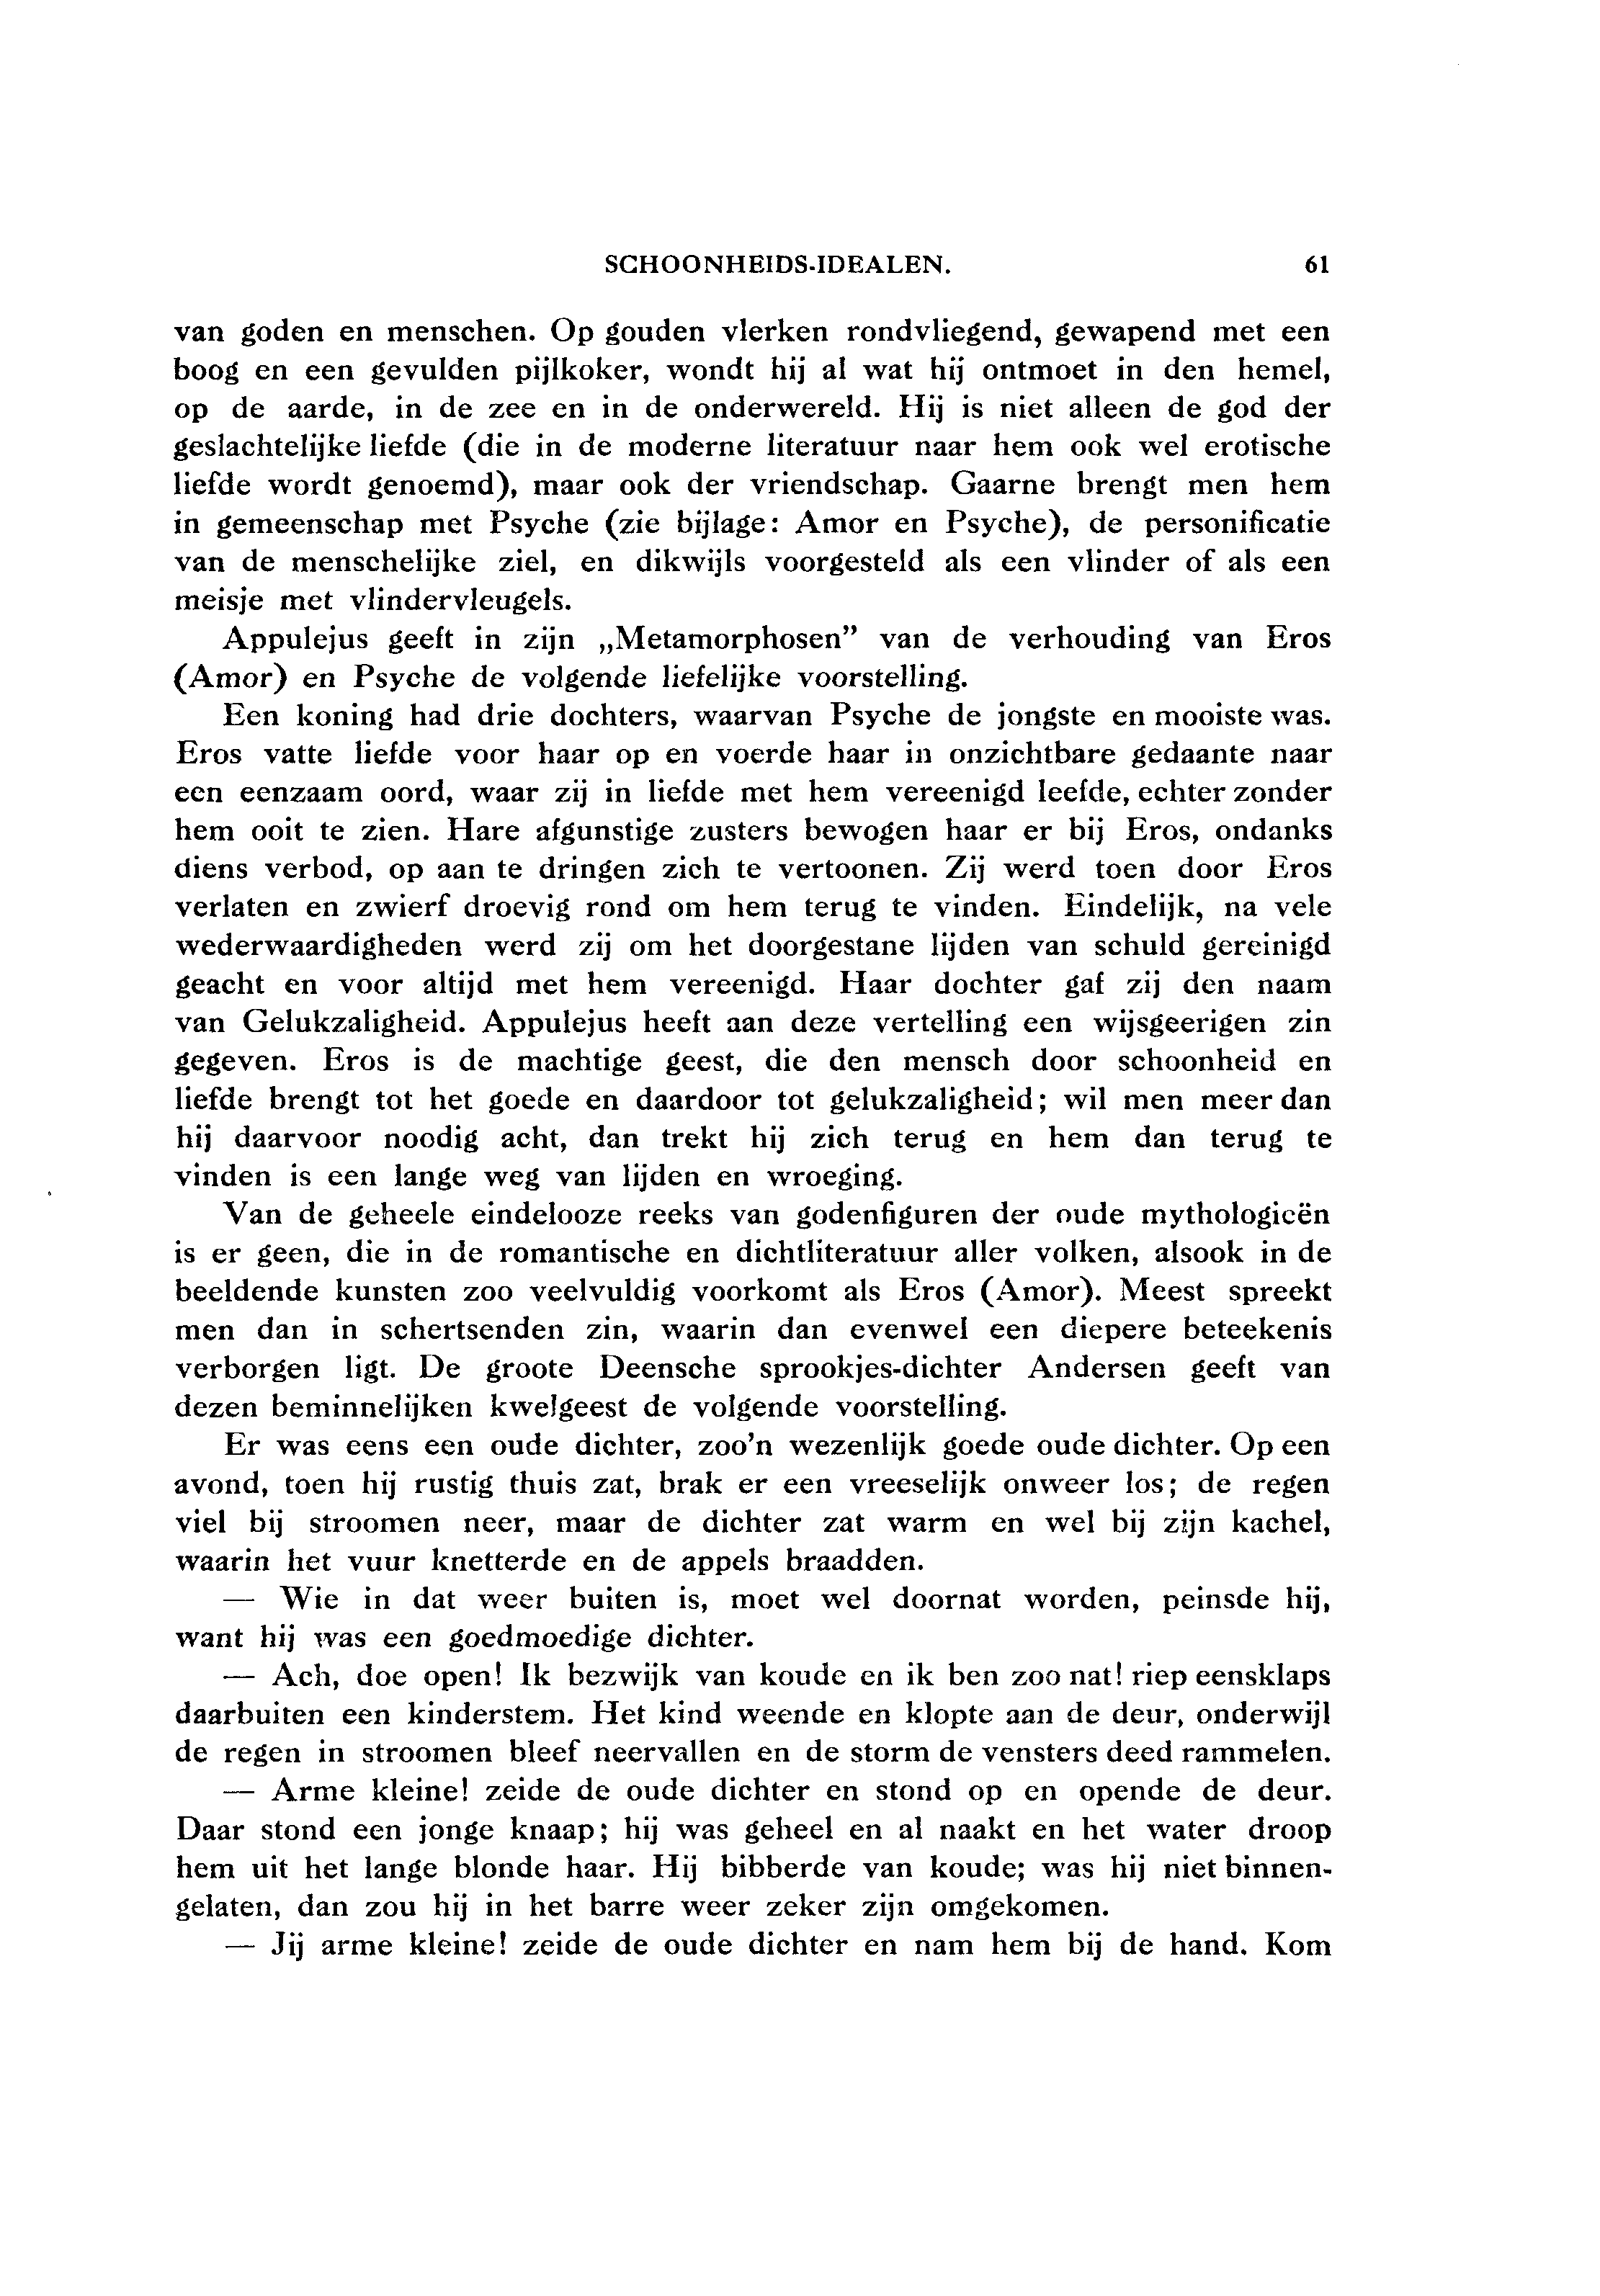 SCHOONHEIDS-IDEALEN. 61
van goden en menschen. Op gouden vlerken rondvliegend, gewapend met een
boog en een gevulden pijlkoker, wondt hij al wat hij ontmoet in den hemel,
op de aarde, in de zee en in de onderwereld. Hij is niet alleen de god der
geslachtelijke liefde (die in de moderne literatuur naar hem ook wel erotische
liefde wordt genoemd), maar ook der vriendschap. Gaarne brengt men hem
in gemeenschap met Psyche (zie bijlage: Amor en Psyche), de personificatie
van de menschelijke ziel, en dikwijls voorgesteld als een vlinder of als een
meisje met vlindervleugels.
Appulejus geeft in zijn „Metamorphosen” van de verhouding van Eros
(Amor) en Psyche de volgende liefelijke voorstelling.
Een koning had drie dochters, waarvan Psyche de jongste en mooiste was.
Eros vatte liefde voor haar op en voerde haar in onzichtbare gedaante naar
een eenzaam oord, waar zij in liefde met hem vereenigd leefde, echter zonder
hem ooit te zien. Hare afgunstige zusters bewogen haar er bij Eros, ondanks
diens verbod, op aan te dringen zich te vertoonen. Zij werd toen door Eros
verlaten en zwierf droevig rond om hem terug te vinden. Eindelijk, na vele
wederwaardigheden werd zij om het doorgestane lijden van schuld gereinigd
geacht en voor altijd met hem vereenigd. Haar dochter gaf zij den naam
van Gelukzaligheid. Appulejus heeft aan deze vertelling een wijsgeerigen zin
gegeven. Eros is de machtige geest, die den mensch door schoonheid en
liefde brengt tot het goede en daardoor tot gelukzaligheid; wil men meer dan
hij daarvoor noodig acht, dan trekt hij zich terug en hem dan terug te
vinden is een lange weg van lijden en wroeging.
Van de geheele eindelooze reeks van godenfiguren der oude mythologieën
is er geen, die in de romantische en dichtliteratuur aller volken, alsook in de
beeldende kunsten zoo veelvuldig voorkomt als Eros (Amor). Meest spreekt
men dan in schertsenden zin, waarin dan evenwel een diepere beteekenis
verborgen ligt. De groote Deensche sprookjes-dichter Andersen geeft van
dezen beminnelijken kwelgeest de volgende voorstelling.
Er was eens een oude dichter, zoo'n wezenlijk goede oude dichter. Op een
avond, toen hij rustig thuis zat, brak er een vreeselijk onweer los; de regen
viel bij stroomen neer, maar de dichter zat warm en wel bij zijn kachel,
waarin het vuur knetterde en de appels braadden.
— Wie in dat weer buiten is, moet wel doornat worden, peinsde hij,
want hij was een goedmoedige dichter.
— Ach, doe open! Ik bezwijk van koude en ik ben zoo nat! riep eensklaps
daarbuiten een kinderstem. Het kind weende en klopte aan de deur, onderwijl
de regen in stroomen bleef neervallen en de storm de vensters deed rammelen.
— Arme kleine! zeide de oude dichter en stond op en opende de deur.
Daar stond een jonge knaap; hij was geheel en al naakt en het water droop
hem uit het lange blonde haar. Hij bibberde van koude; was hij niet binnen-
gelaten, dan zou hij in het barre weer zeker zijn omgekomen.
— Jij arme kleine! zeide de oude dichter en nam hem bij de hand. Kom